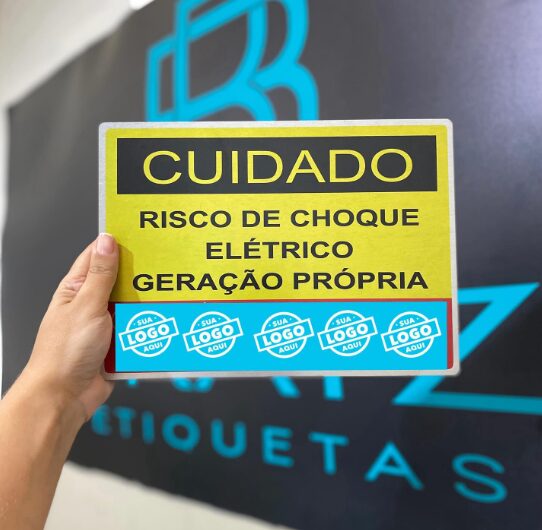 CUIDADO
RISCO DE CHOQUE
ELÉTRICO
GERAÇÃO PRÓPRIA
SUA LOGO AQUI
SUA LOGO AQUI
SUA LOGO AQUI
SUA LOGO AQUI
SUA LOGO AQUI
ETIQUETAS